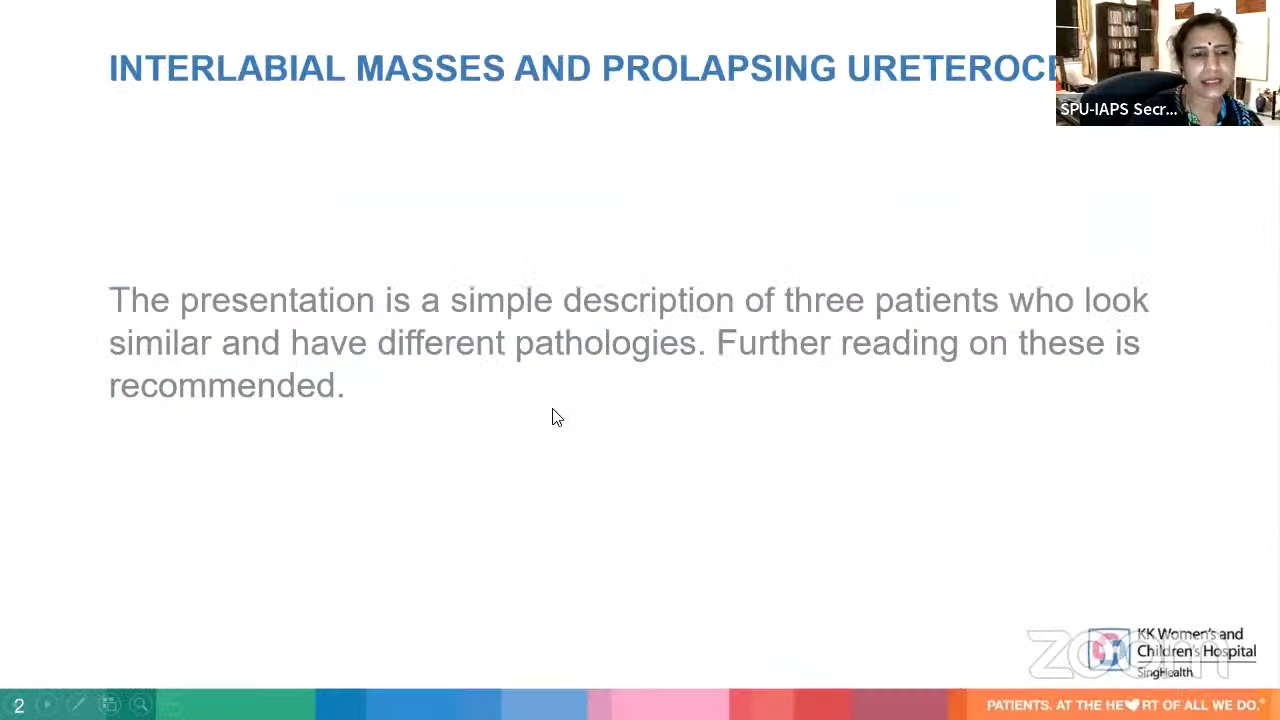 INTERLABIAL MASSES AND PROLAPSING URETEROCE
SPU-IAPS Secr...
The presentation is a simple description of three patients who look
similar and have different pathologies. Further reading on these is
recommended.
zoom
KK Women's and
Children's Hospital
SingHealth
2
PATIENTS. AT THE HE♥RT OF ALL WE DO.®